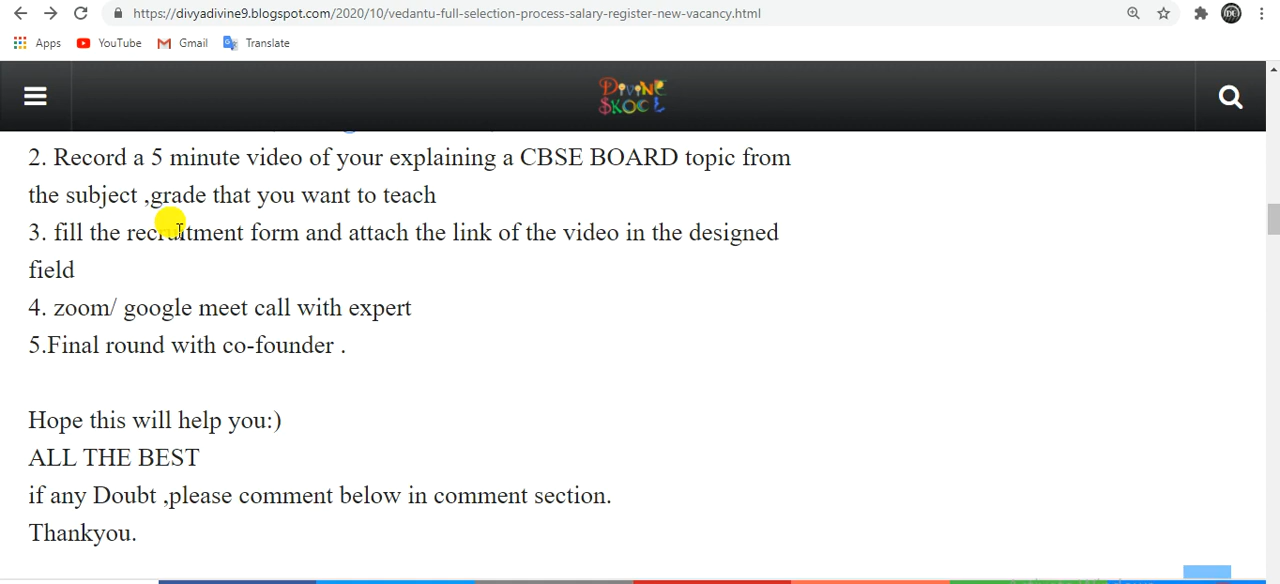 https://divyadivine9.blogspot.com/2020/10/vedantu-full-selection-process-salary-register-new-vacancy.html
Apps YouTube Gmail Translate
DiViNE
$KOCE
2. Record a 5 minute video of your explaining a CBSE BOARD topic from
the subject ,grade that you want to teach
3. fill the recruitment form and attach the link of the video in the designed
field
4. zoom/ google meet call with expert
5.Final round with co-founder .
Hope this will help you:)
ALL THE BEST
if any Doubt ,please comment below in comment section.
Thankyou.